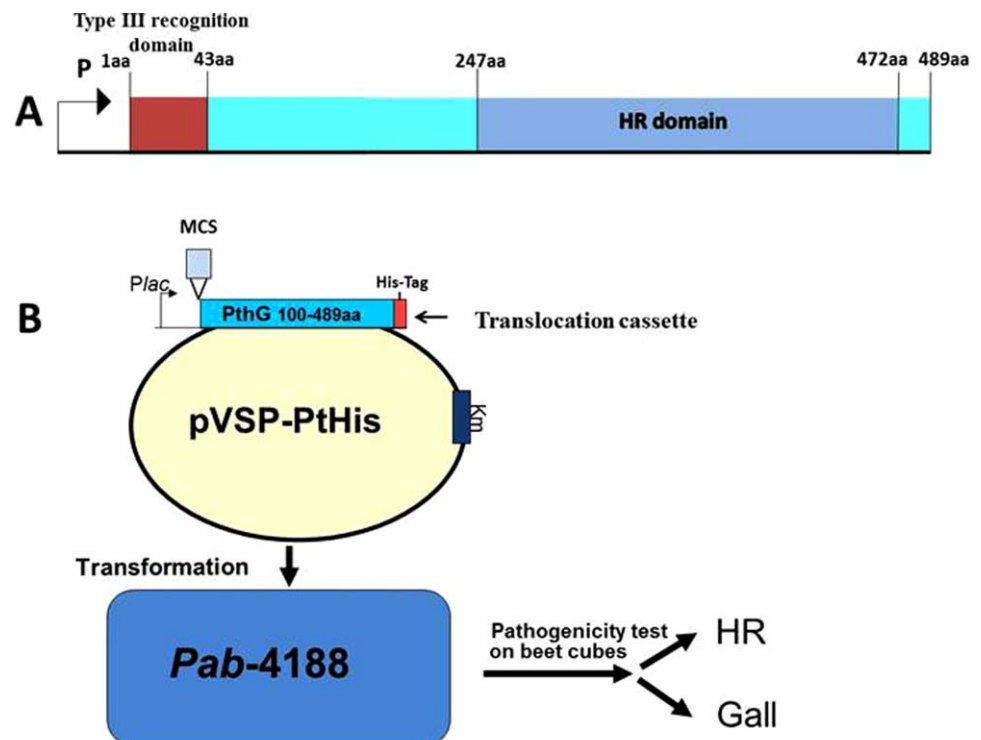 Type III recognition
domain
P 1aa 43aa 247aa 472aa 489aa
A
HR domain
MCS
Plac
His-Tag
B
PthG 100-489aa
Translocation cassette
pVSP-PtHis
Km
Transformation
Pab-4188
Pathogenicity test
on beet cubes
HR
Gall